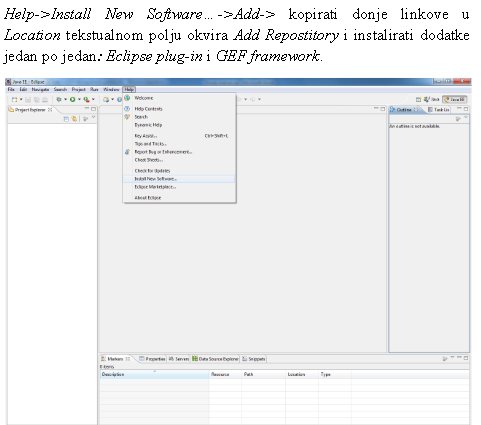 Help->Install New Software…->Add-> kopirati donje linkove u
Location tekstualnom polju okvira Add Repostitory i instalirati dodatke
jedan po jedan: Eclipse plug-in i GEF framework.
Java EE - Eclipse
File Edit Navigate Search Project Run Window Help
Java EE
Project Explorer
Welcome
Help Contents
Search
Dynamic Help
Key Assist... Ctrl+Shift+L
Tips and Tricks...
Report Bug or Enhancement...
Cheat Sheets...
Check for Updates
Install New Software...
Eclipse Marketplace...
About Eclipse
Outline Task List
An outline is not available.
Markers Properties Servers Data Source Explorer Snippets
0 items
Description Resource Path Location Type